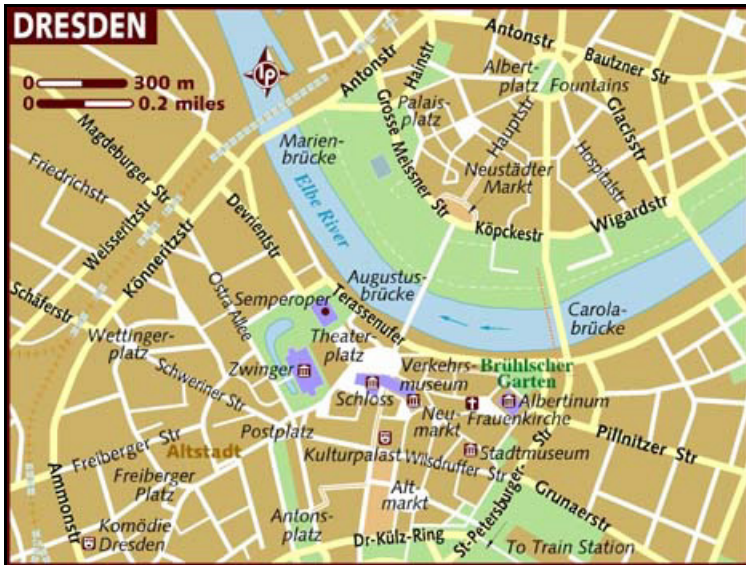 DRESDEN
0 300 m
0 0.2 miles
lp
Antonstr
Antonstr
Bautzner Str
Hainstr
Albert-
platz
Fountains
Palais-
platz
Grosse Meissner Str
Hauptstr
Glacisstr
Hospitalstr
Neustädter
Markt
Köpckestr
Wigardstr
Magdeburger Str
Friedrichstr
Weisseritzstr
Könneritzstr
Schäferstr
Devrientstr
Marien-
brücke
Elbe River
Augustus-
brücke
Carola-
brücke
Terassenufer
Ostra Allee
Semperoper
Theater-
platz
Wettinger-
platz
Zwinger
Schweriner Str
Schloss
Verkehrs-
museum
Brühlscher
Garten
Neu-
markt
Albertinum
Frauenkirche
Stadtmuseum
Pillnitzer Str
Postplatz
Kulturpalast
Wilsdruffer Str
Freiberger Str
Altstadt
Freiberger
Platz
Ammonstr
Komödie
Dresden
Antons-
platz
Alt-
markt
Dr-Külz-Ring
St-Petersburger-
Str
Grunaerstr
To Train Station